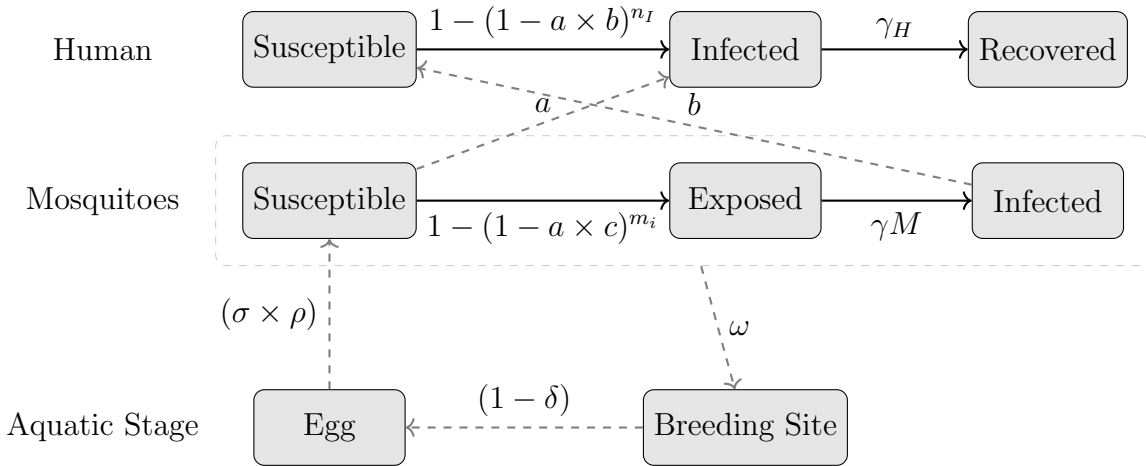 Human
Susceptible
1 − (1 − a × b)^{n_I}
Infected
γ_H
Recovered
a
b
Mosquitoes
Susceptible
1 − (1 − a × c)^{m_i}
Exposed
γM
Infected
(σ × ρ)
ω
Aquatic Stage
Egg
(1 − δ)
Breeding Site